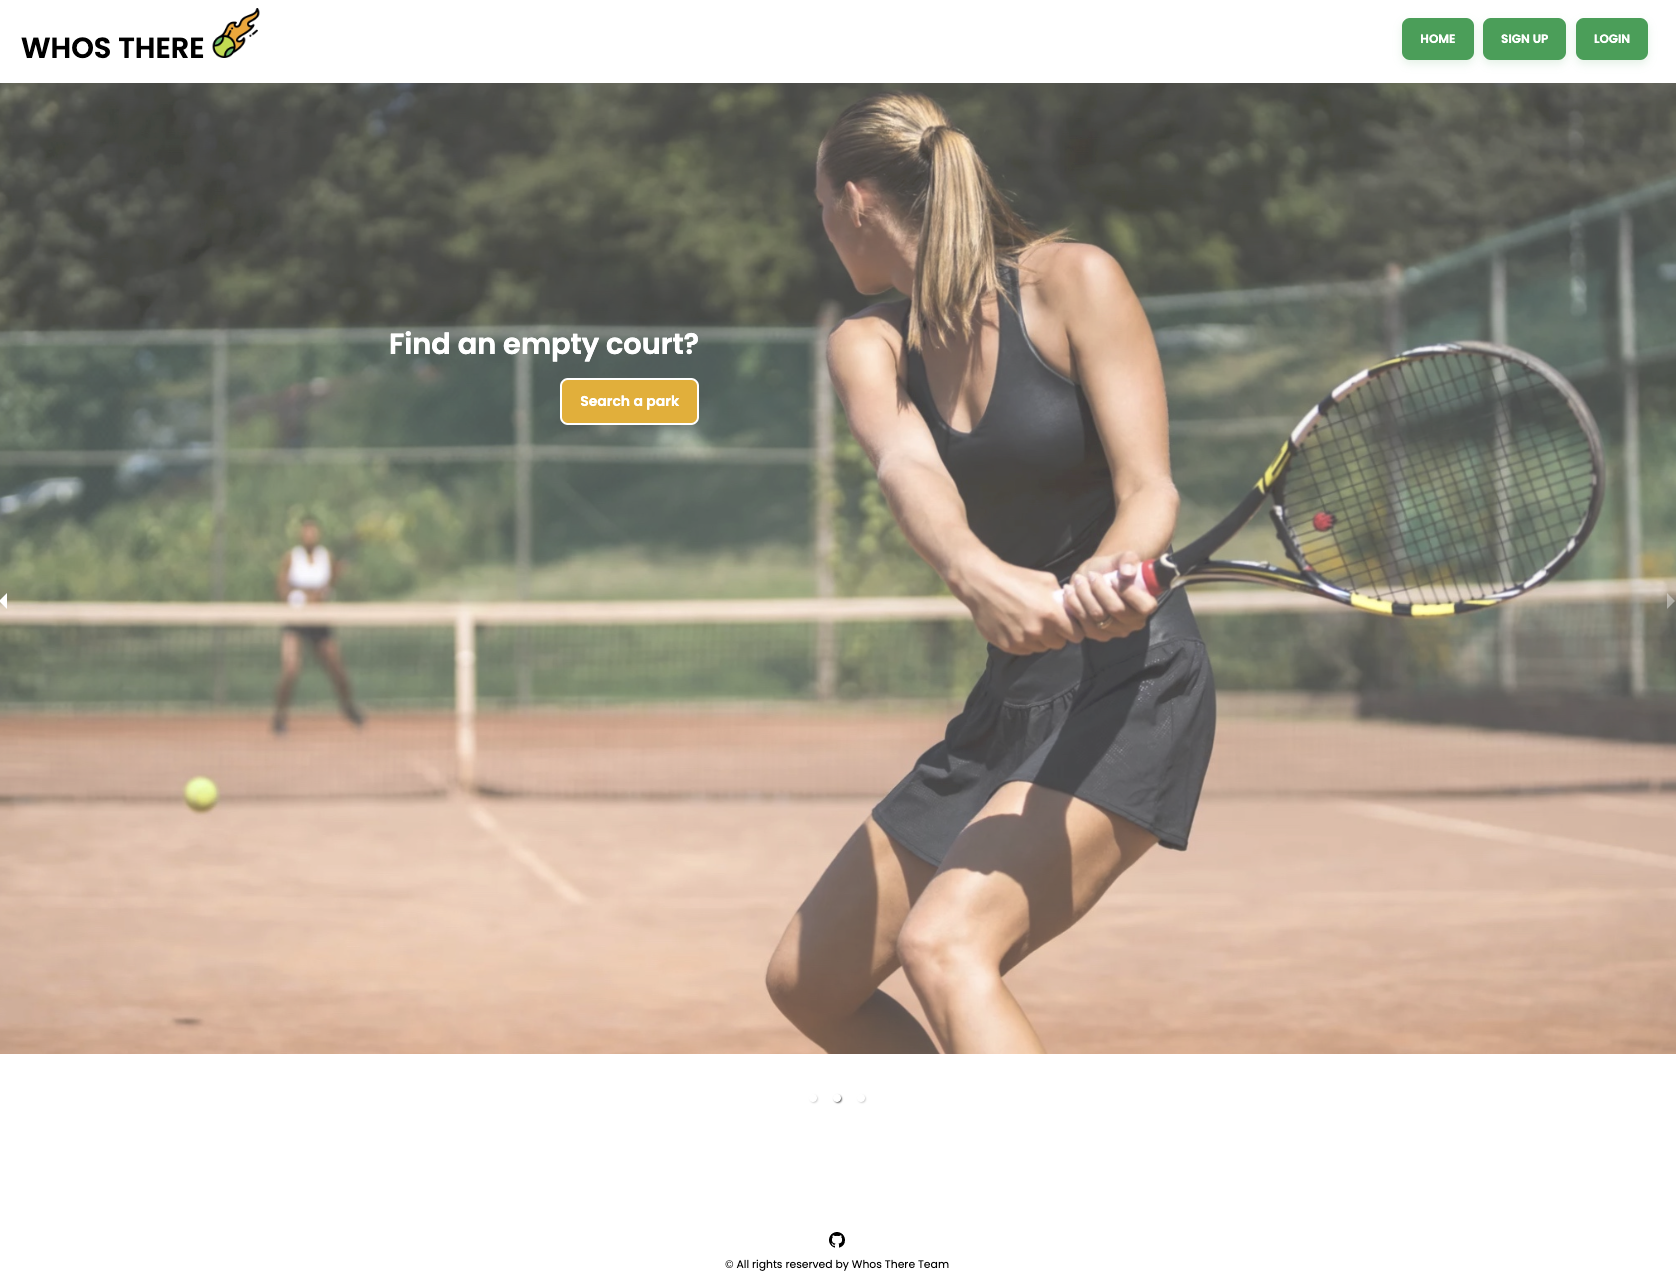 WHOS THERE
HOME
SIGN UP
LOGIN
Find an empty court?
Search a park
© All rights reserved by Whos There Team